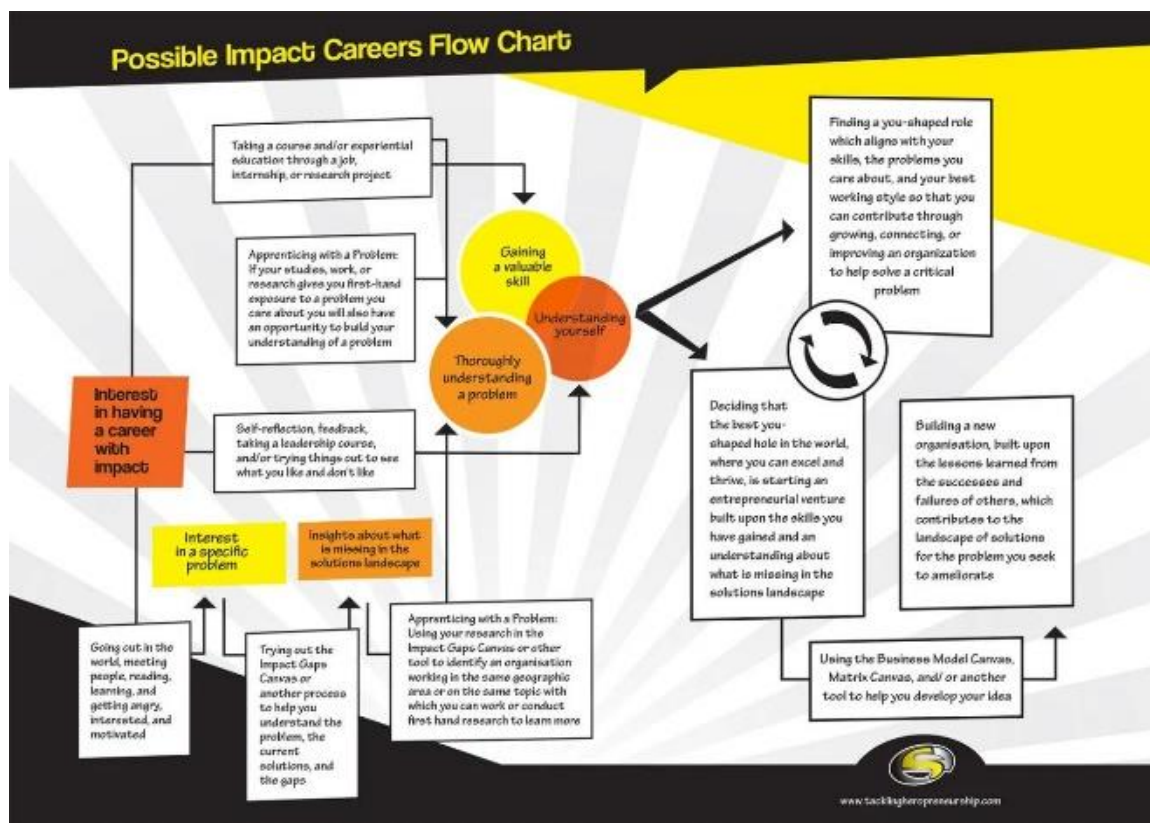 Possible Impact Careers Flow Chart
Taking a course and/or experiential
education through a job,
internship, or research project
Apprenticing with a Problem:
If your studies, work, or
research gives you first-hand
exposure to a problem you
care about you will also have
an opportunity to build your
understanding of a problem
Gaining
a valuable
skill
Understanding
yourself
Thoroughly
understanding
a problem
Interest
in having
a career
with
impact
Self-reflection, feedback,
taking a leadership course,
and/or trying things out to see
what you like and don't like
Interest
in a specific
problem
Insights about what
is missing in the
solutions landscape
Going out in the
world, meeting
people, reading,
learning, and
getting angry,
interested, and
motivated
Trying out the
Impact Gaps
Canvas or
another process
to help you
understand the
problem, the
current
solutions, and
the gaps
Apprenticing with a Problem:
Using your research in the
Impact Gaps Canvas or other
tool to identify an organisation
working in the same geographic
area or on the same topic with
which you can work or conduct
first hand research to learn more
Finding a you-shaped role
which aligns with your
skills, the problems you
care about, and your best
working style so that you
can contribute through
growing, connecting, or
improving an organization
to help solve a critical
problem
Deciding that
the best you-
shaped hole in the world,
where you can excel and
thrive, is starting an
entrepreneurial venture
built upon the skills you
have gained and an
understanding about
what is missing in the
solutions landscape
Building a new
organisation, built upon
the lessons learned from
the successes and
failures of others, which
contributes to the
landscape of solutions
for the problem you seek
to ameliorate
Using the Business Model Canvas,
Matrix Canvas, and/ or another
tool to help you develop your idea
www.tacklingheropreneurship.com